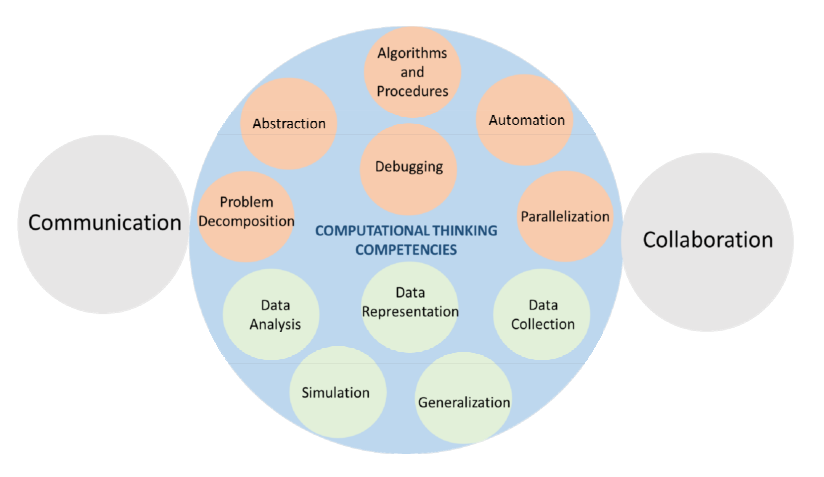 Algorithms
and
Procedures
Abstraction
Automation
Debugging
Problem
Decomposition
Parallelization
Communication
COMPUTATIONAL THINKING
COMPETENCIES
Collaboration
Data
Analysis
Data
Representation
Data
Collection
Simulation
Generalization